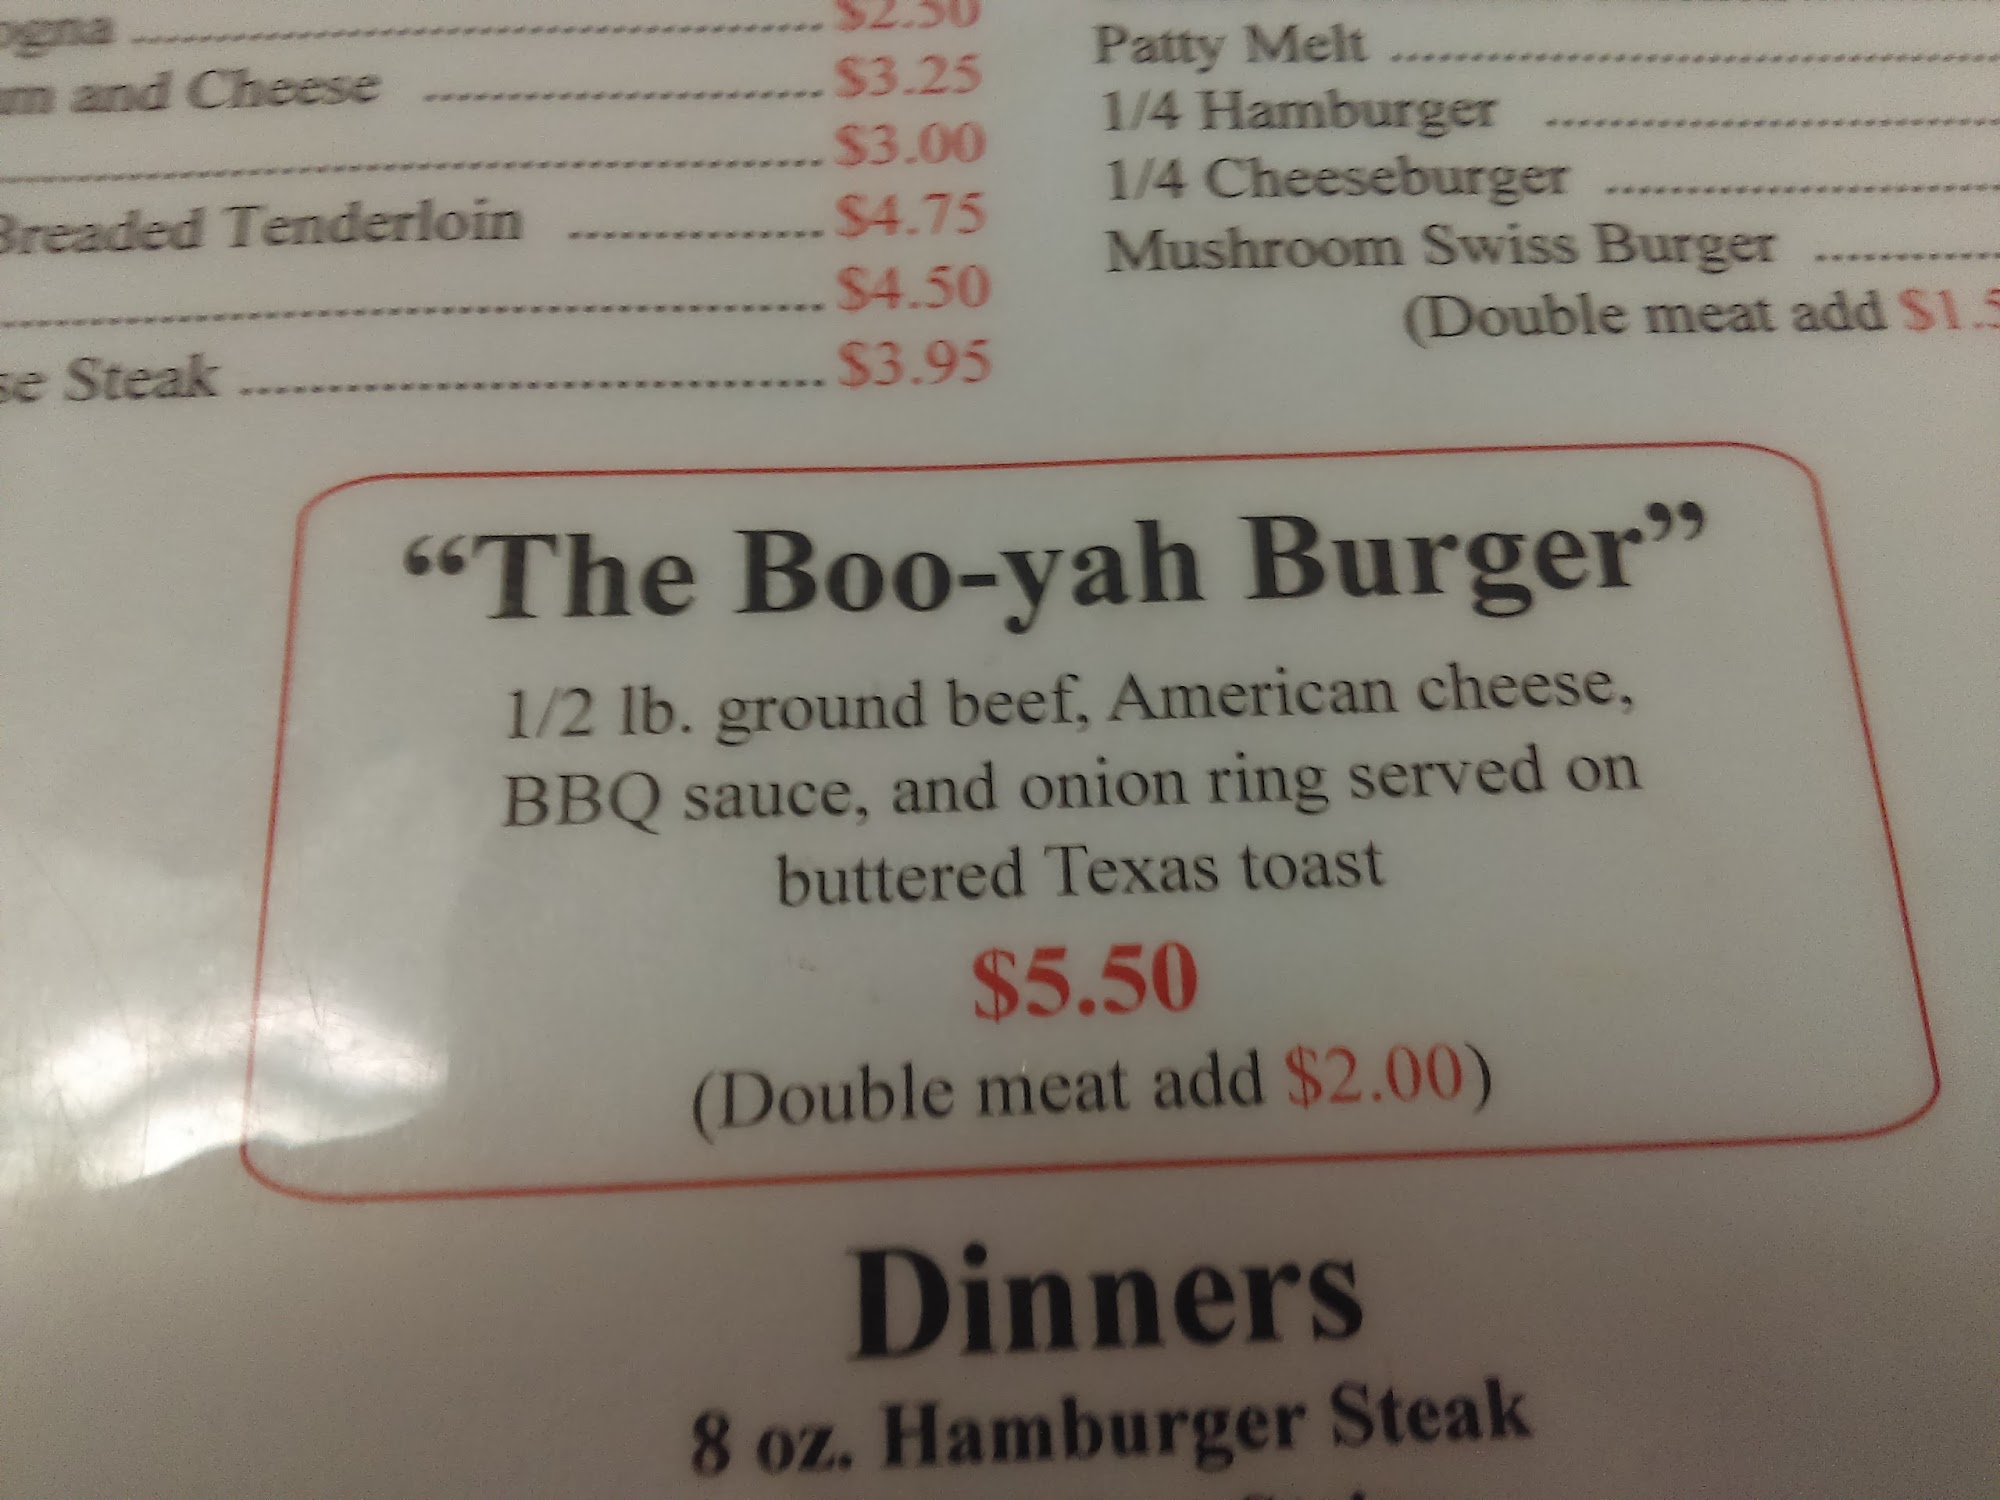 $2.50
and Cheese ........ $3.25
$3.00
Breaded Tenderloin ........ $4.75
$4.50
Steak ........ $3.95
Patty Melt ........
1/4 Hamburger ........
1/4 Cheeseburger ........
Mushroom Swiss Burger ........
(Double meat add
“The Boo-yah Burger”
1/2 lb. ground beef, American cheese,
BBQ sauce, and onion ring served on
buttered Texas toast
$5.50
(Double meat add $2.00)
Dinners
8 oz. Hamburger Steak